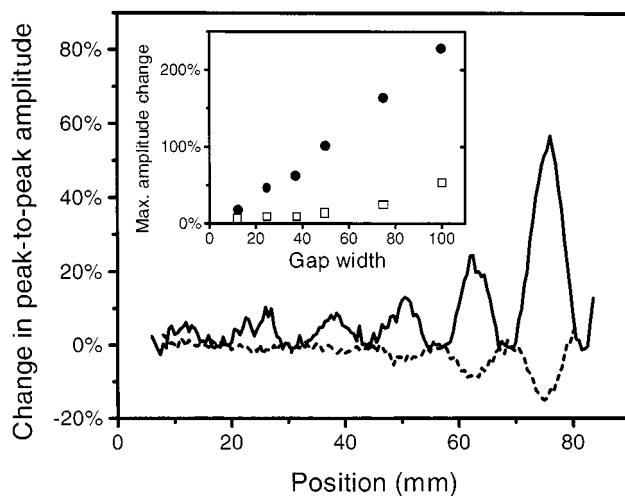 Change in peak-to-peak amplitude
80%
60%
40%
20%
0%
-20%
Max. amplitude change
200%
100%
0%
0 20 40 60 80 100
Gap width
0 20 40 60 80
Position (mm)